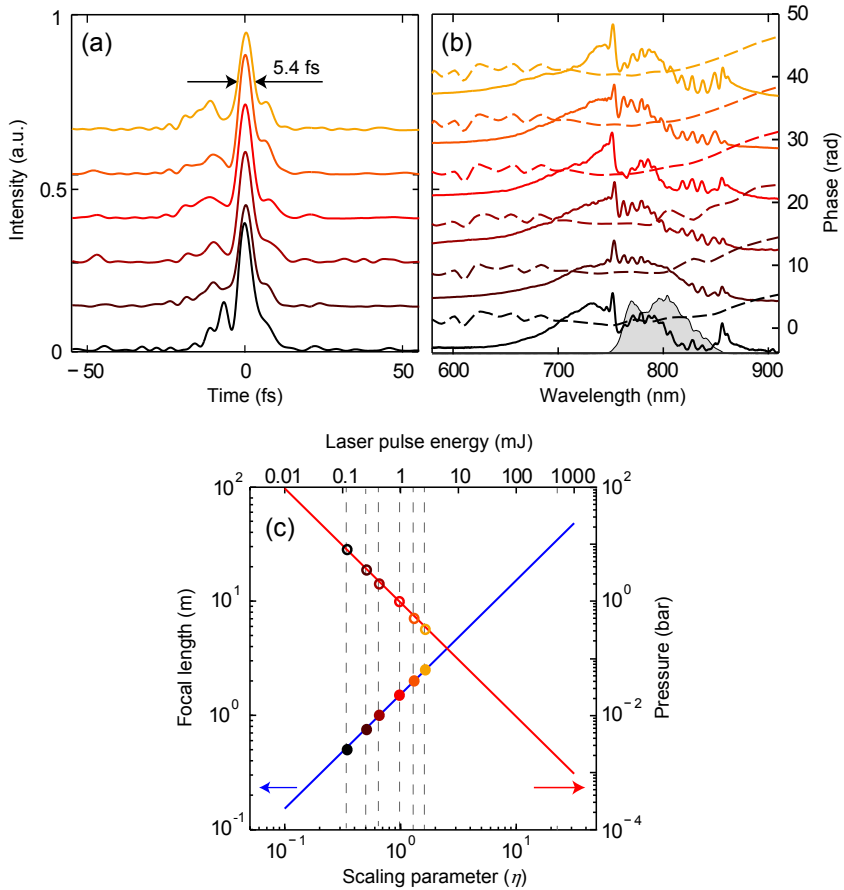 (a)
5.4 fs
Intensity (a.u.)
1
0.5
0
− 50
0
50
Time (fs)
(b)
50
40
30
20
10
0
Phase (rad)
600
700
800
900
Wavelength (nm)
Laser pulse energy (mJ)
0.01
0.1
1
10
100
1000
(c)
Focal length (m)
10²
10¹
10⁰
10⁻¹
Pressure (bar)
10²
10⁰
10⁻²
10⁻⁴
10⁻¹
10⁰
10¹
Scaling parameter (η)